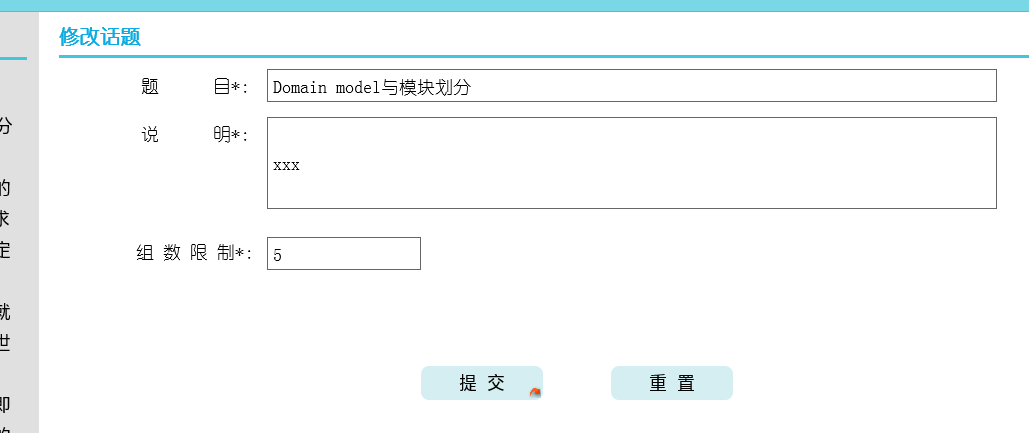 修改话题
题 目*:
Domain model与模块划分
说 明*:
xxx
组 数 限 制*:
5
提 交
重 置
分
的
求
定
就
世
即